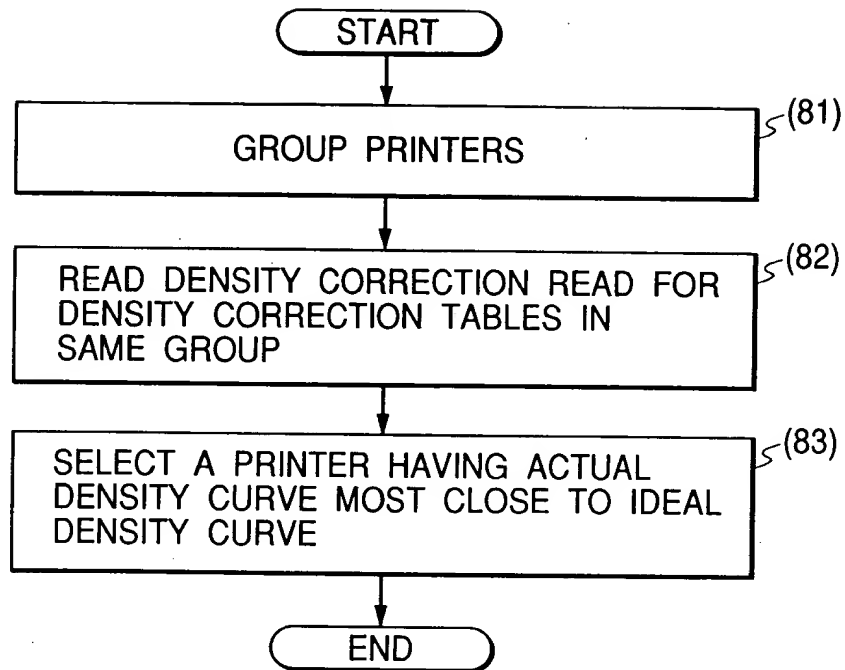 START
(81)
GROUP PRINTERS
(82)
READ DENSITY CORRECTION READ FOR
DENSITY CORRECTION TABLES IN
SAME GROUP
(83)
SELECT A PRINTER HAVING ACTUAL
DENSITY CURVE MOST CLOSE TO IDEAL
DENSITY CURVE
END